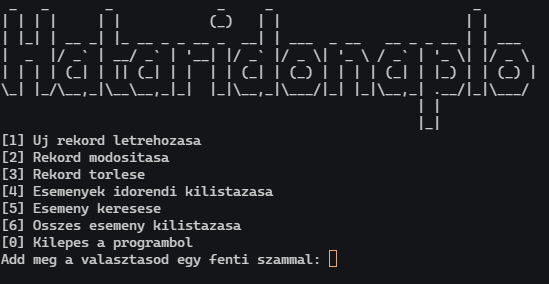 Hataridonaplo
[1] Uj rekord letrehozasa
[2] Rekord modositasa
[3] Rekord torlese
[4] Esemenyek idorendi kilistazasa
[5] Esemeny keresese
[6] Osszes esemeny kilistazasa
[0] Kilepes a programbol
Add meg a valasztasod egy fenti szammal: